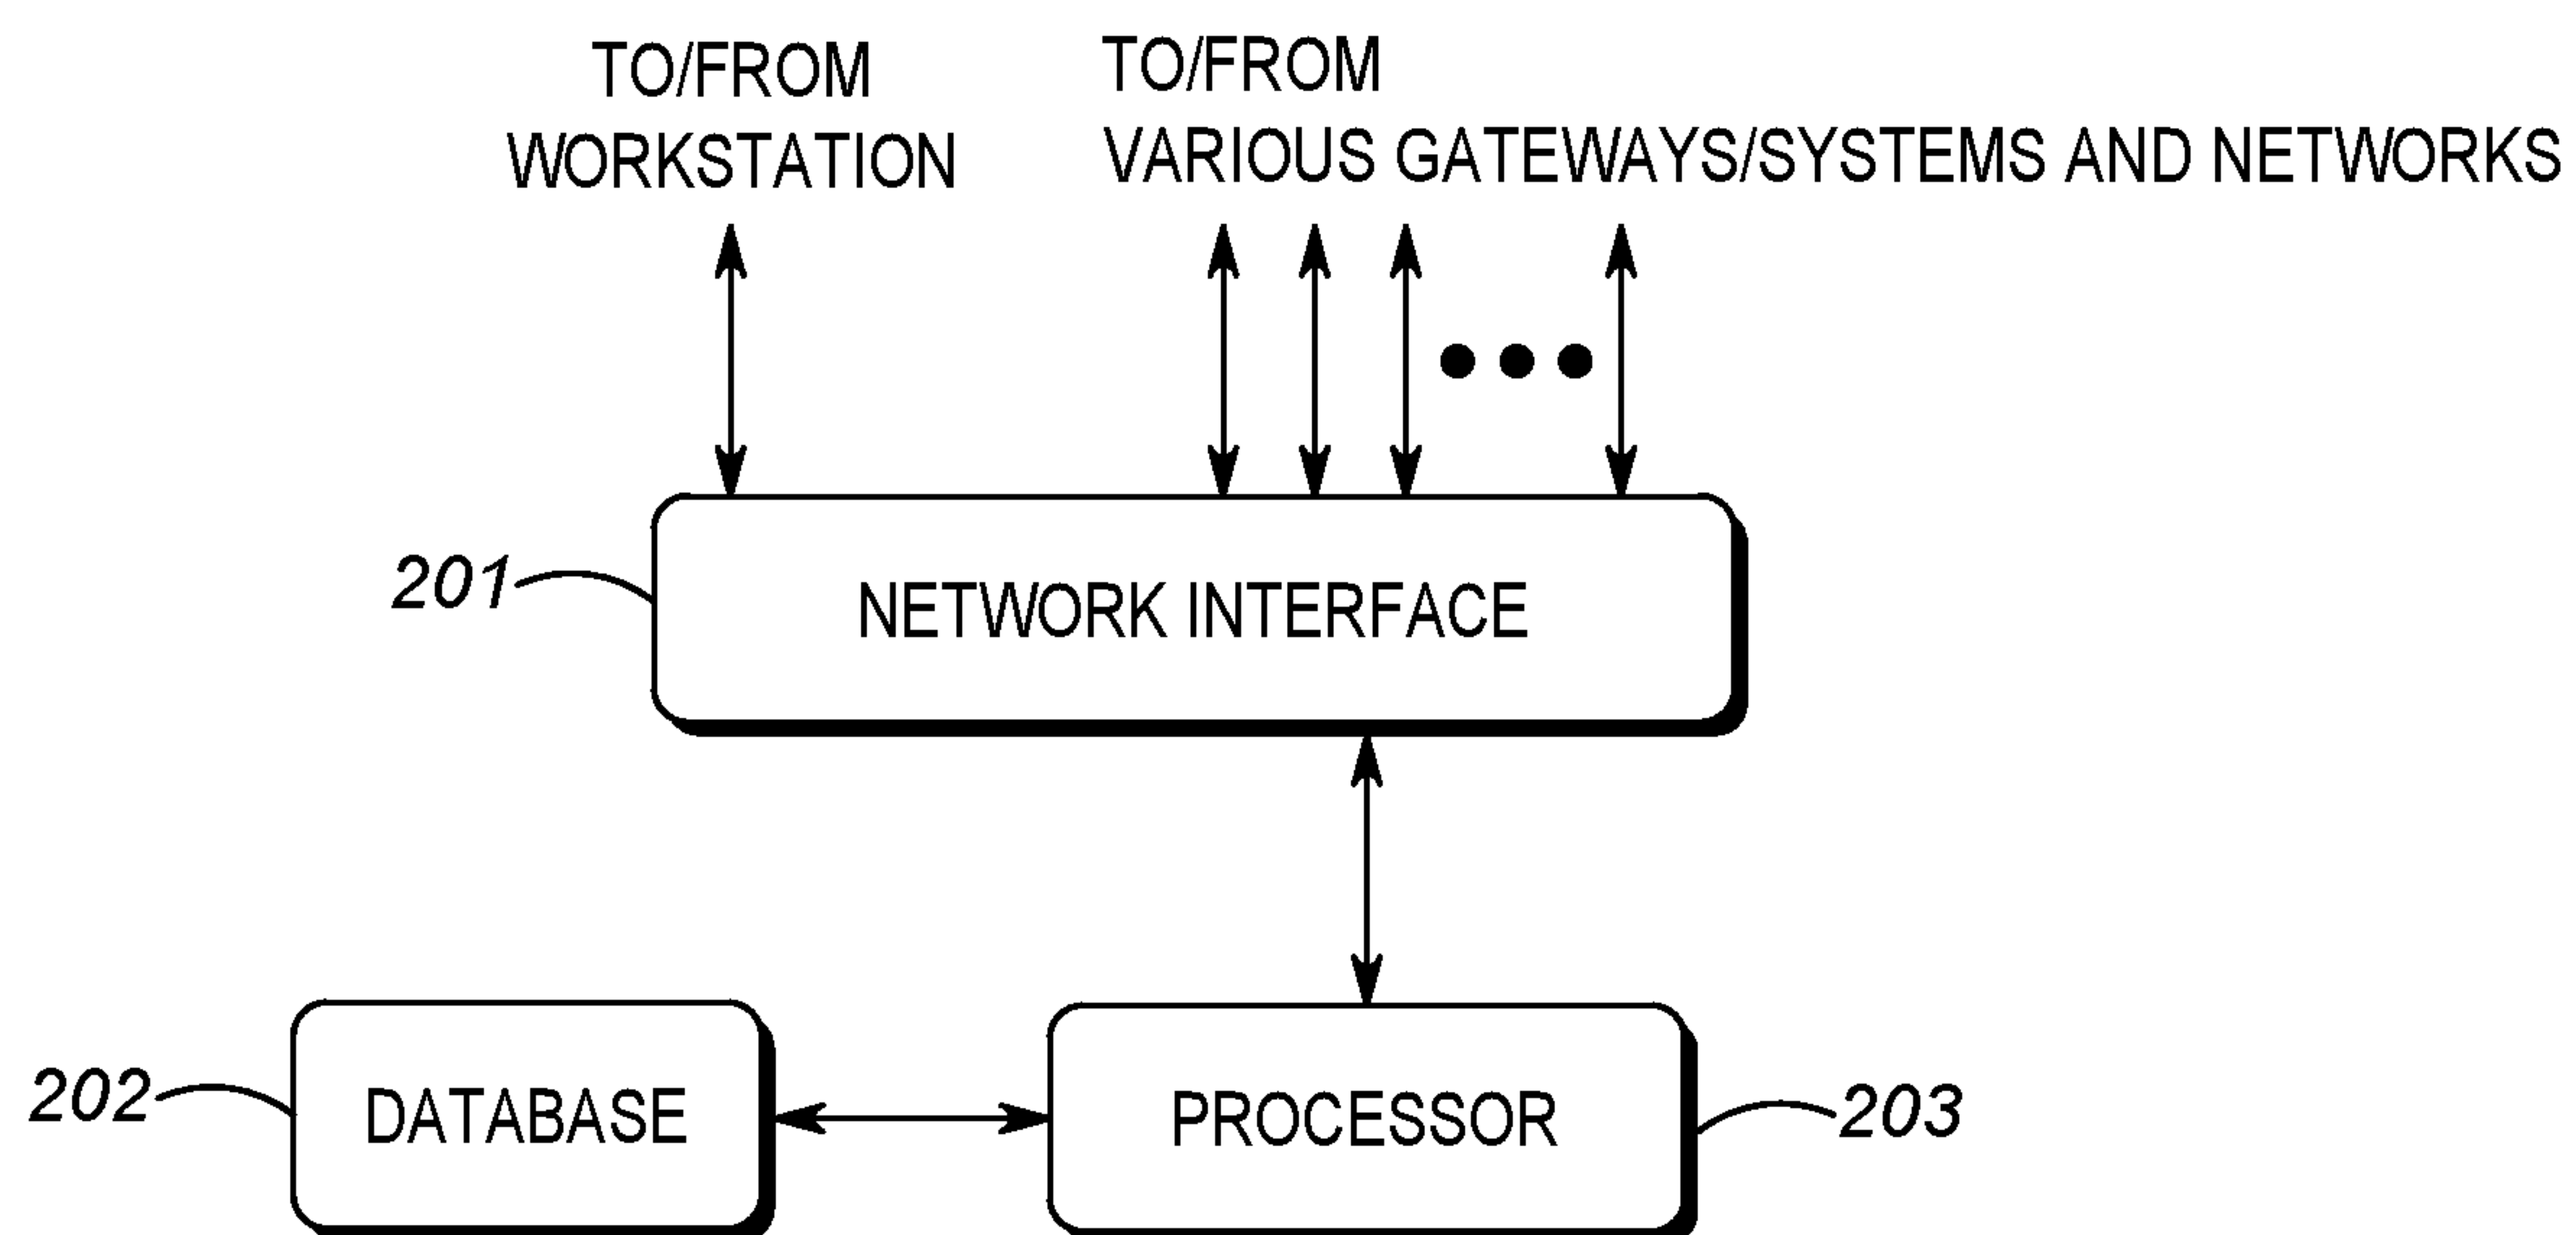 TO/FROM
WORKSTATION
TO/FROM
VARIOUS GATEWAYS/SYSTEMS AND NETWORKS
201
NETWORK INTERFACE
202
DATABASE
PROCESSOR
203